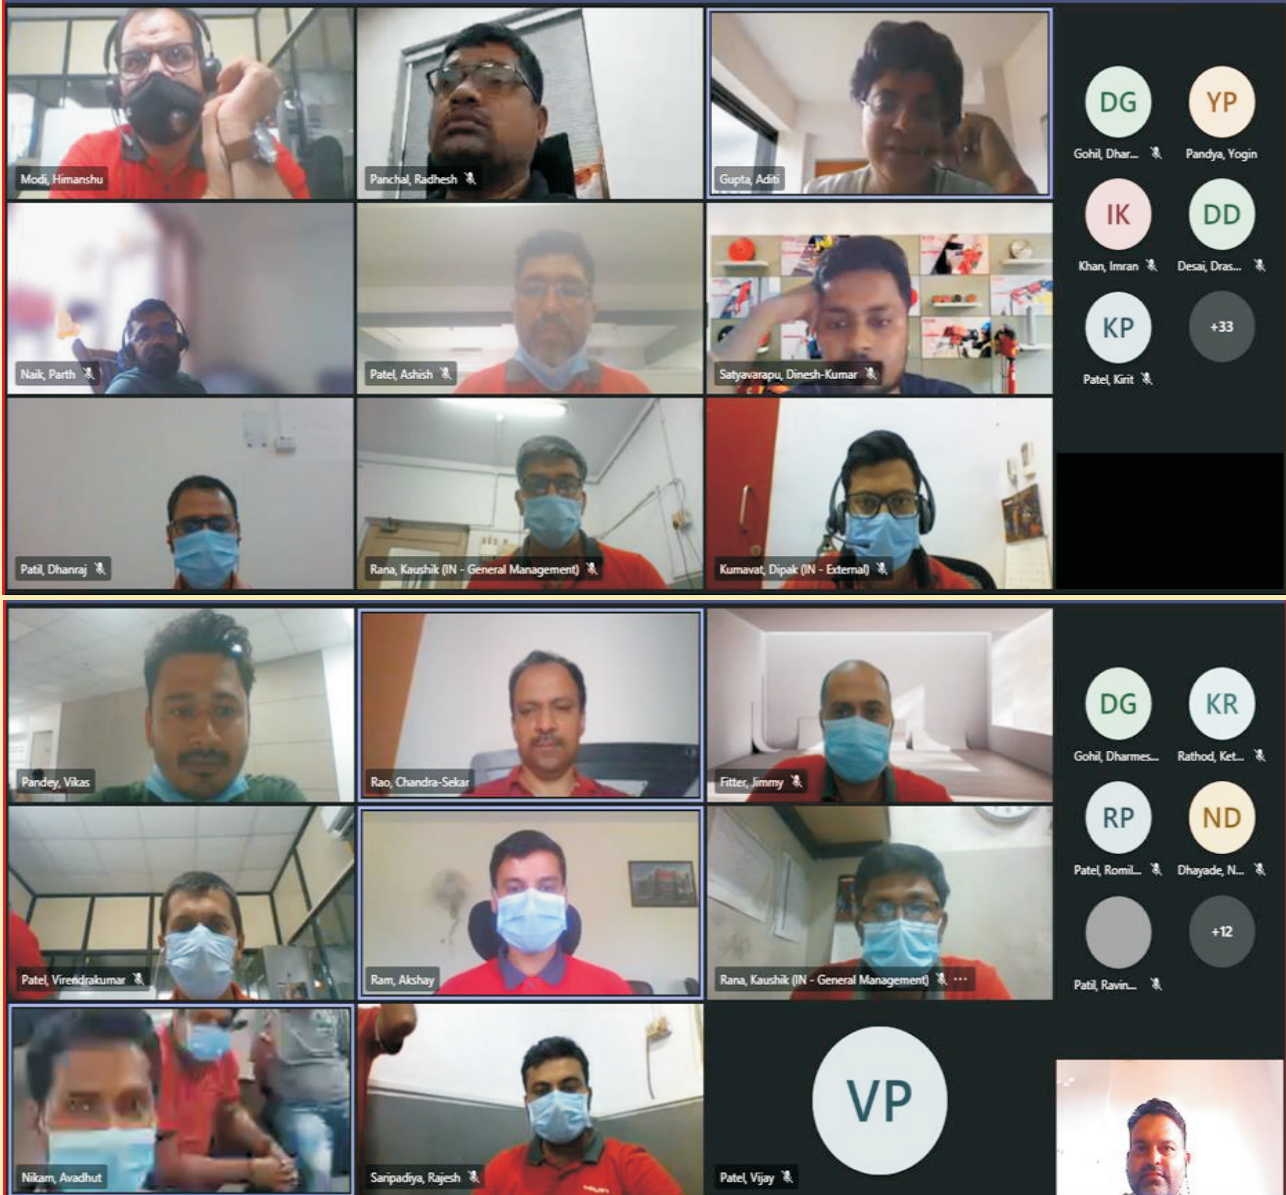 Modi, Himanshu
Panchal, Radhesh
Gupta, Aditi
DG
YP
Gohil, Dhar...
Pandya, Yogin
Naik, Parth
Patel, Ashish
Satyavarapu, Dinesh-Kumar
IK
DD
Khan, Imran
Desai, Dras...
KP
+33
Patel, Kirit
Patil, Dhanraj
Rana, Kaushik (IN - General Management)
Kumavat, Dipak (IN - External)
Pandey, Vikas
Rao, Chandra-Sekar
Fitter, Jimmy
DG
KR
Gohil, Dharmes...
Rathod, Ket...
Patel, Virendrakumar
Ram, Akshay
Rana, Kaushik (IN - General Management) ...
RP
ND
Patel, Romil...
Dhayade, N...
+12
Patil, Ravin...
Nikam, Avadhut
Saripadiya, Rajesh
VP
Patel, Vijay